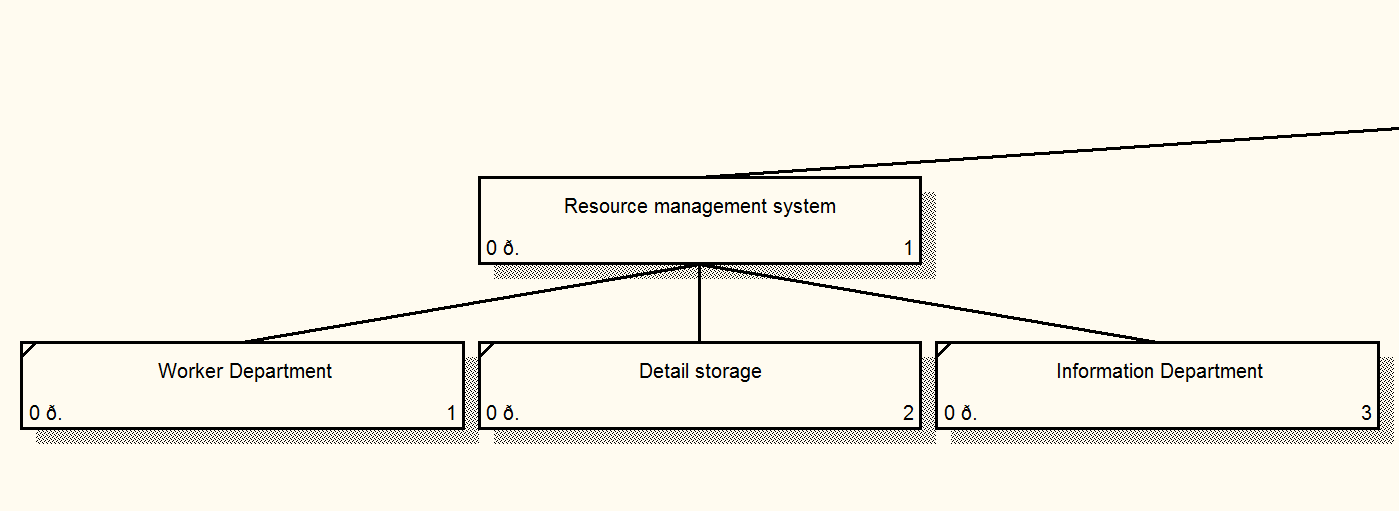 Resource management system
0 ð. 1
Worker Department
0 ð. 1
Detail storage
0 ð. 2
Information Department
0 ð. 3